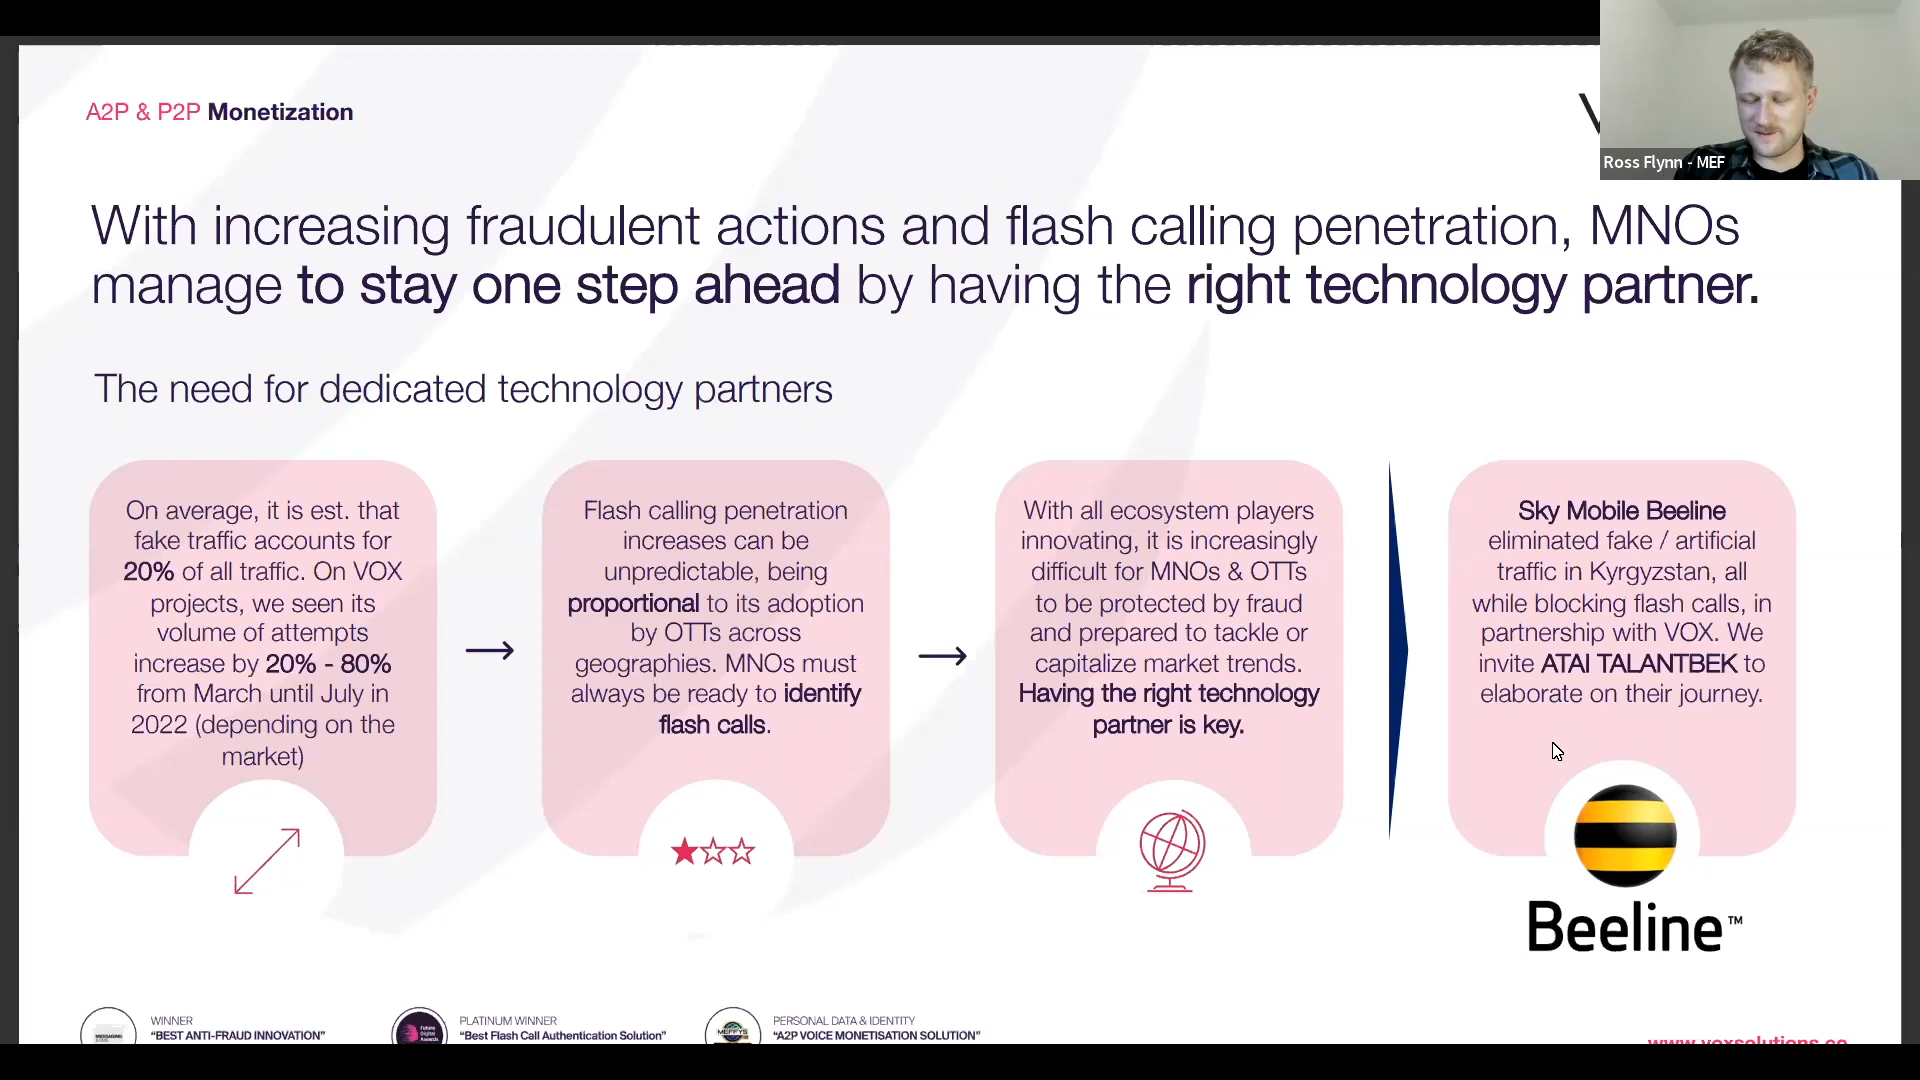 A2P & P2P Monetization
Ross Flynn - MEF
With increasing fraudulent actions and flash calling penetration, MNOs
manage to stay one step ahead by having the right technology partner.
The need for dedicated technology partners
On average, it is est. that
fake traffic accounts for
20% of all traffic. On VOX
projects, we seen its
volume of attempts
increase by 20% - 80%
from March until July in
2022 (depending on the
market)
Flash calling penetration
increases can be
unpredictable, being
proportional to its adoption
by OTTs across
geographies. MNOs must
always be ready to identify
flash calls.
With all ecosystem players
innovating, it is increasingly
difficult for MNOs & OTTs
to be protected by fraud
and prepared to tackle or
capitalize market trends.
Having the right technology
partner is key.
Sky Mobile Beeline
eliminated fake / artificial
traffic in Kyrgyzstan, all
while blocking flash calls, in
partnership with VOX. We
invite ATAI TALANTBEK to
elaborate on their journey.
Beeline™
WINNER
“BEST ANTI-FRAUD INNOVATION”
Future
Digital
Awards
PLATINUM WINNER
“Best Flash Call Authentication Solution”
MEFFYS
PERSONAL DATA & IDENTITY
“A2P VOICE MONETISATION SOLUTION”
www.voxsolutions.co